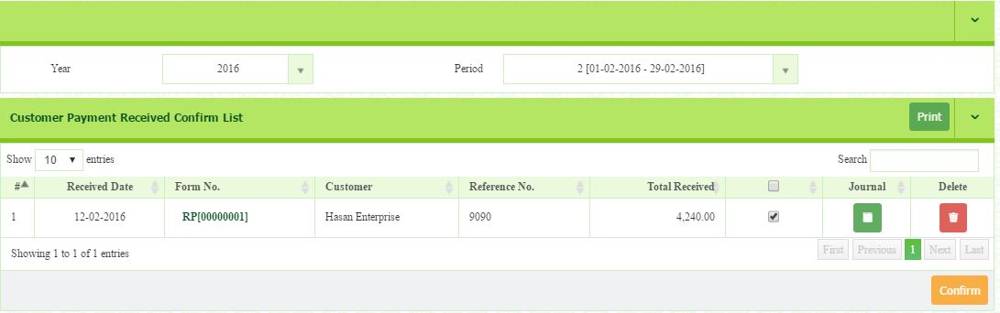 Year 2016 Period 2 [01-02-2016 - 29-02-2016]
Customer Payment Received Confirm List Print
Show 10 entries Search
# Received Date Form No. Customer Reference No. Total Received Journal Delete
1 12-02-2016 RP[00000001] Hasan Enterprise 9090 4,240.00
Showing 1 to 1 of 1 entries First Previous 1 Next Last
Confirm